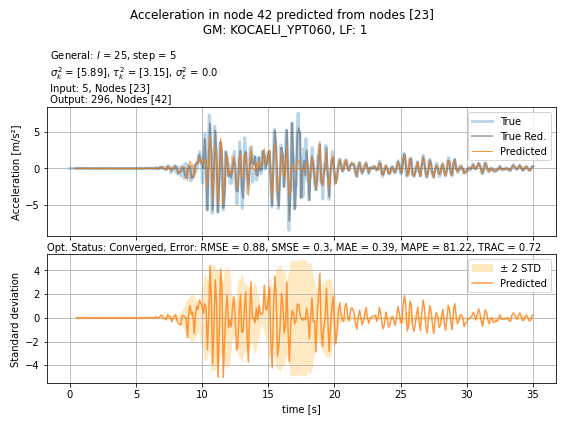 Acceleration in node 42 predicted from nodes [23]
GM: KOCAELI_YPT060, LF: 1
General: l = 25, step = 5
σ²ₖ = [5.89], τ²ₖ = [3.15], σ²ε = 0.0
Input: 5, Nodes [23]
Output: 296, Nodes [42]
Acceleration [m/s²]
5
0
−5
True
True Red.
Predicted
Opt. Status: Converged, Error: RMSE = 0.88, SMSE = 0.3, MAE = 0.39, MAPE = 81.22, TRAC = 0.72
Standard deviation
4
2
0
−2
−4
± 2 STD
Predicted
0 5 10 15 20 25 30 35
time [s]